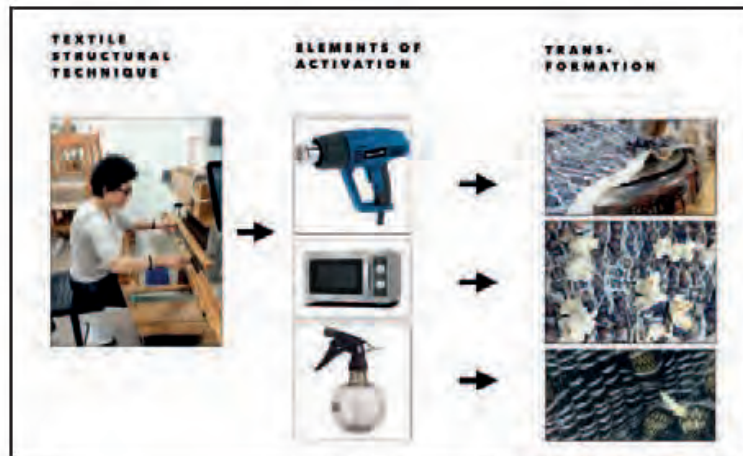 TEXTILE
STRUCTURAL
TECHNIQUE
ELEMENTS OF
ACTIVATION
TRANS-
FORMATION